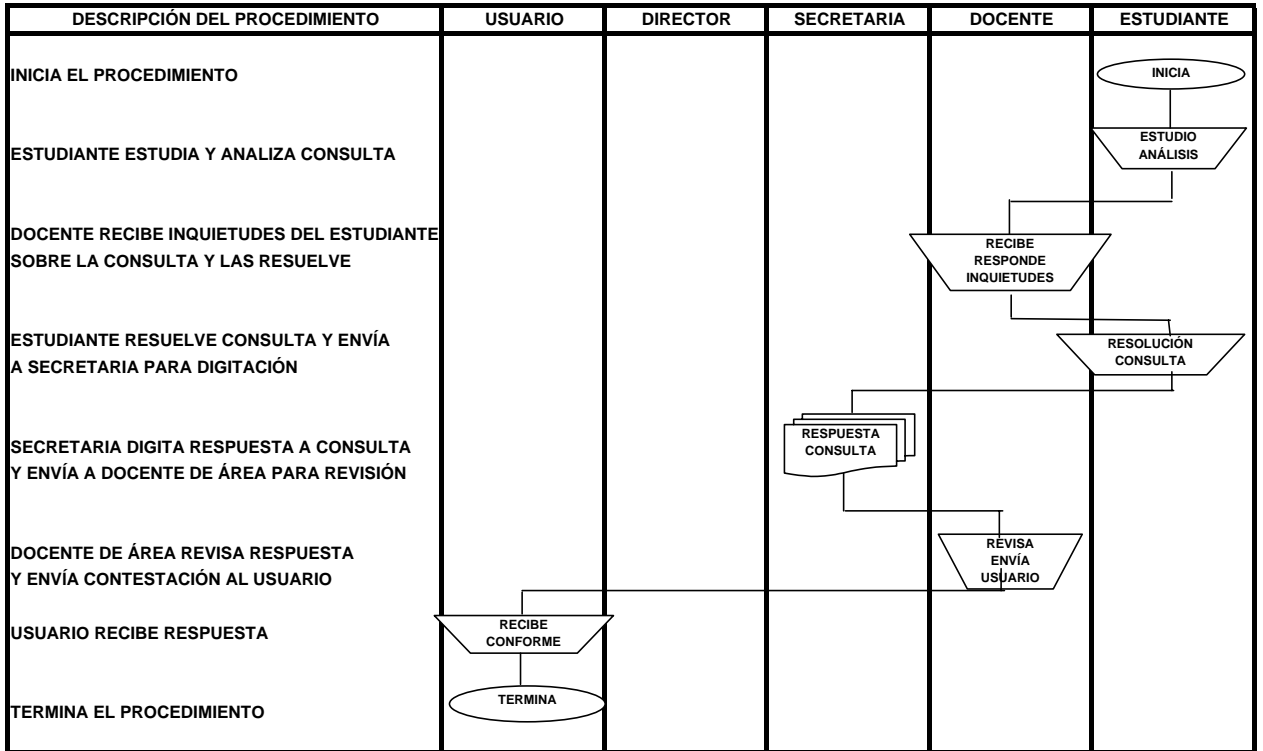 DESCRIPCIÓN DEL PROCEDIMIENTO USUARIO DIRECTOR SECRETARIA DOCENTE ESTUDIANTE
INICIA EL PROCEDIMIENTO
INICIA
ESTUDIANTE ESTUDIA Y ANALIZA CONSULTA
ESTUDIO
ANÁLISIS
DOCENTE RECIBE INQUIETUDES DEL ESTUDIANTE
SOBRE LA CONSULTA Y LAS RESUELVE
RECIBE
RESPONDE
INQUIETUDES
ESTUDIANTE RESUELVE CONSULTA Y ENVÍA
A SECRETARIA PARA DIGITACIÓN
RESOLUCIÓN
CONSULTA
SECRETARIA DIGITA RESPUESTA A CONSULTA
Y ENVÍA A DOCENTE DE ÁREA PARA REVISIÓN
RESPUESTA
CONSULTA
DOCENTE DE ÁREA REVISA RESPUESTA
Y ENVÍA CONTESTACIÓN AL USUARIO
REVISA
ENVÍA
USUARIO
USUARIO RECIBE RESPUESTA
RECIBE
CONFORME
TERMINA EL PROCEDIMIENTO
TERMINA